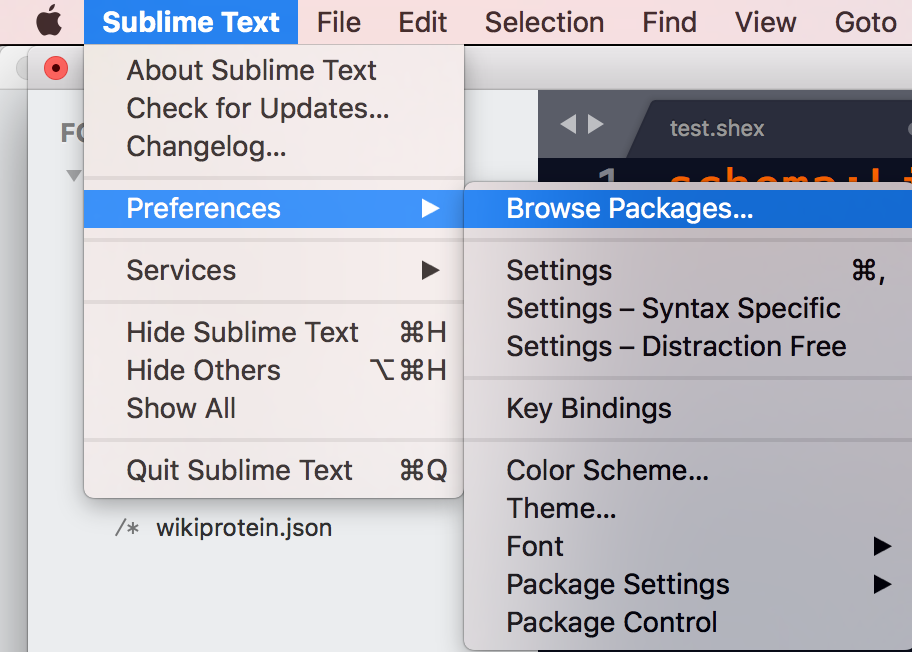 Sublime Text File Edit Selection Find View Goto
About Sublime Text
Check for Updates...
Changelog...
Preferences
Services
Hide Sublime Text ⌘H
Hide Others ⌥⌘H
Show All
Quit Sublime Text ⌘Q
/* wikiprotein.json
test.shex
1
Browse Packages...
Settings ⌘,
Settings – Syntax Specific
Settings – Distraction Free
Key Bindings
Color Scheme...
Theme...
Font
Package Settings
Package Control